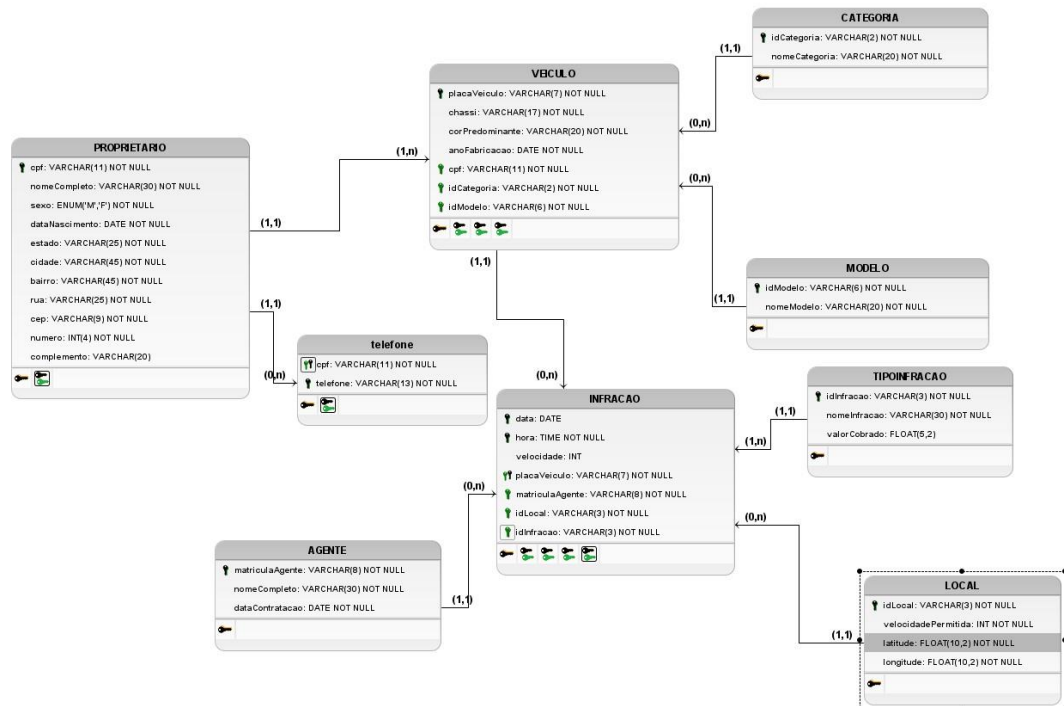 CATEGORIA
idCategoria: VARCHAR(2) NOT NULL
nomeCategoria: VARCHAR(20) NOT NULL
(1,1)
(0,n)
VEICULO
placaVeiculo: VARCHAR(7) NOT NULL
chassi: VARCHAR(17) NOT NULL
corPredominante: VARCHAR(20) NOT NULL
anoFabricacao: DATE NOT NULL
cpf: VARCHAR(11) NOT NULL
idCategoria: VARCHAR(2) NOT NULL
idModelo: VARCHAR(6) NOT NULL
(1,n)
(0,n)
(1,1)
PROPRIETARIO
cpf: VARCHAR(11) NOT NULL
nomeCompleto: VARCHAR(30) NOT NULL
sexo: ENUM('M','F') NOT NULL
dataNascimento: DATE NOT NULL
estado: VARCHAR(25) NOT NULL
cidade: VARCHAR(45) NOT NULL
bairro: VARCHAR(45) NOT NULL
rua: VARCHAR(25) NOT NULL
cep: VARCHAR(9) NOT NULL
numero: INT(4) NOT NULL
complemento: VARCHAR(20)
(1,1)
(1,1)
MODELO
idModelo: VARCHAR(6) NOT NULL
nomeModelo: VARCHAR(20) NOT NULL
(1,1)
telefone
cpf: VARCHAR(11) NOT NULL
telefone: VARCHAR(13) NOT NULL
(0,n)
(0,n)
INFRACAO
data: DATE
hora: TIME NOT NULL
velocidade: INT
placaVeiculo: VARCHAR(7) NOT NULL
matriculaAgente: VARCHAR(8) NOT NULL
idLocal: VARCHAR(3) NOT NULL
idInfracao: VARCHAR(3) NOT NULL
(1,n)
(0,n)
(0,n)
TIPOINFRACAO
idInfracao: VARCHAR(3) NOT NULL
nomeInfracao: VARCHAR(30) NOT NULL
valorCobrado: FLOAT(5,2)
(1,1)
AGENTE
matriculaAgente: VARCHAR(8) NOT NULL
nomeCompleto: VARCHAR(30) NOT NULL
dataContratacao: DATE NOT NULL
(1,1)
LOCAL
idLocal: VARCHAR(3) NOT NULL
velocidadePermitida: INT NOT NULL
latitude: FLOAT(10,2) NOT NULL
longitude: FLOAT(10,2) NOT NULL
(1,1)